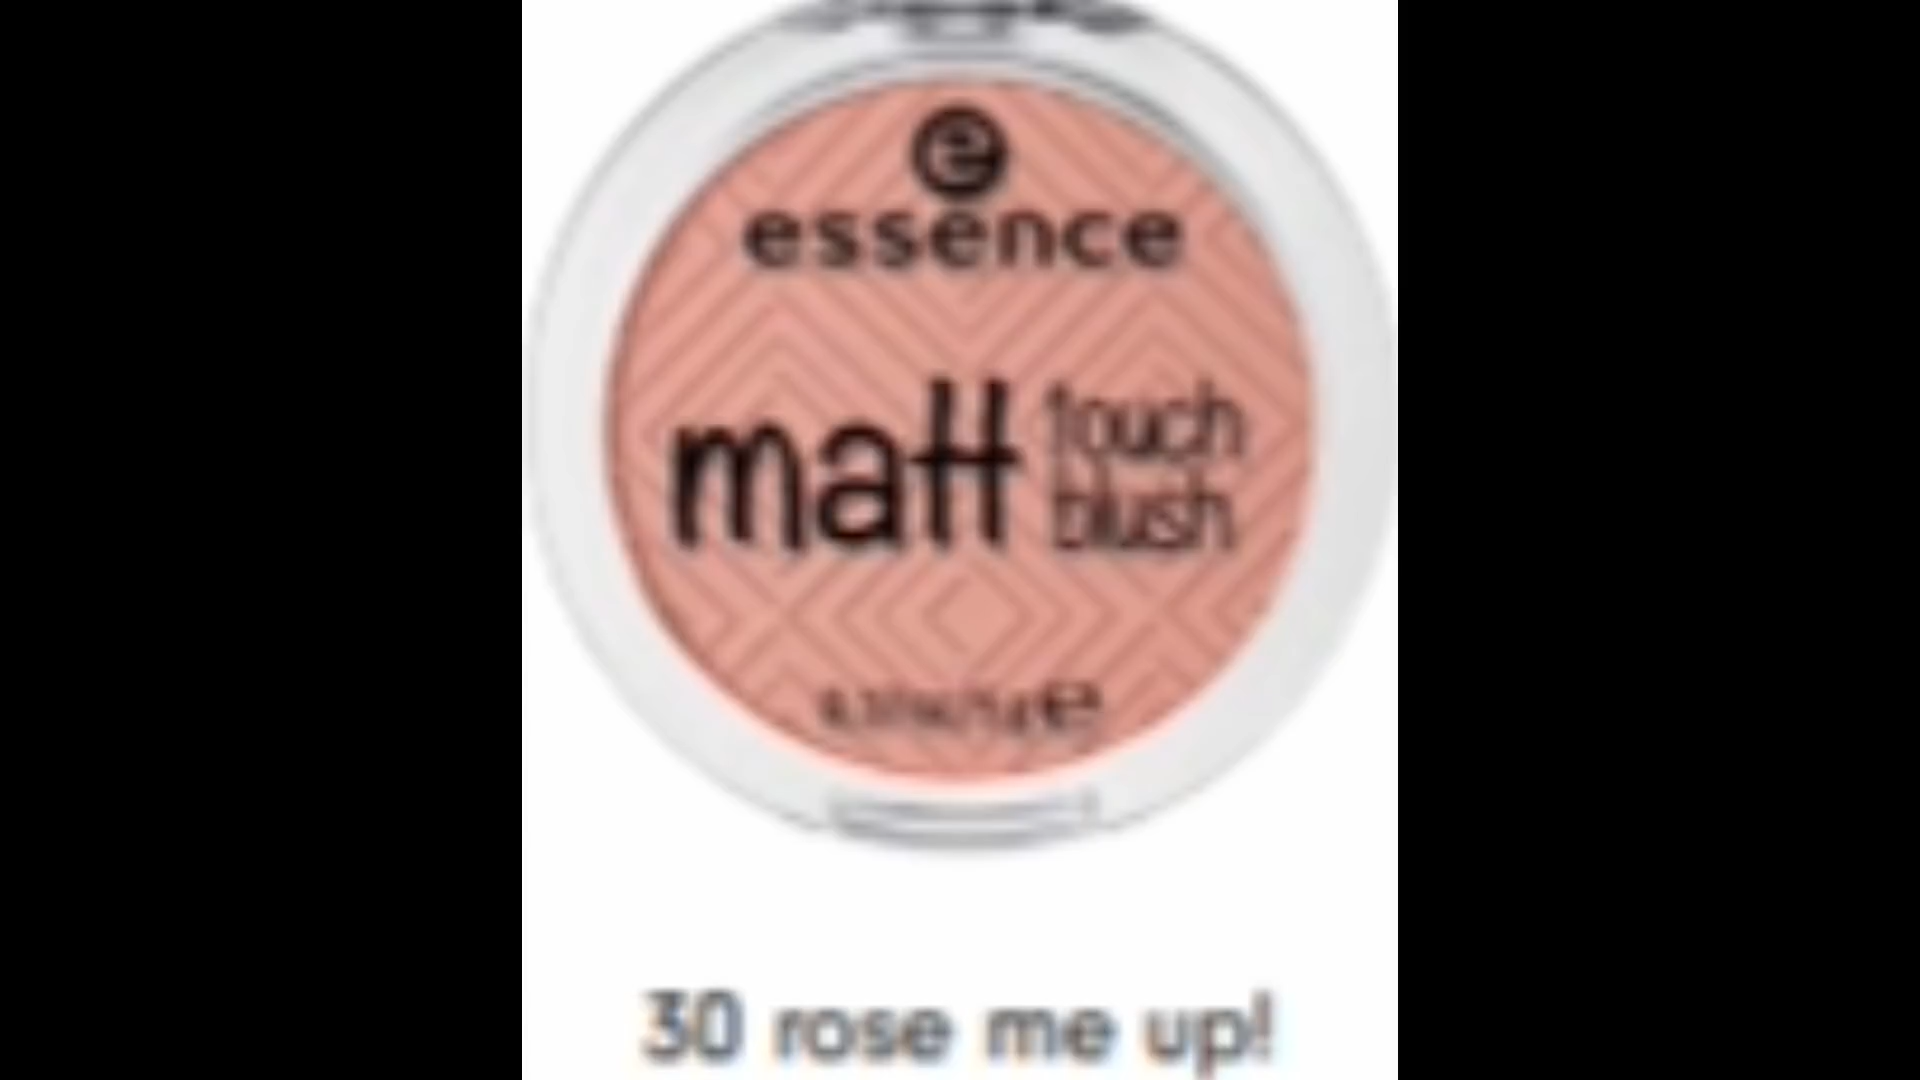 e
essence
matt touch
blush
30 rose me up!